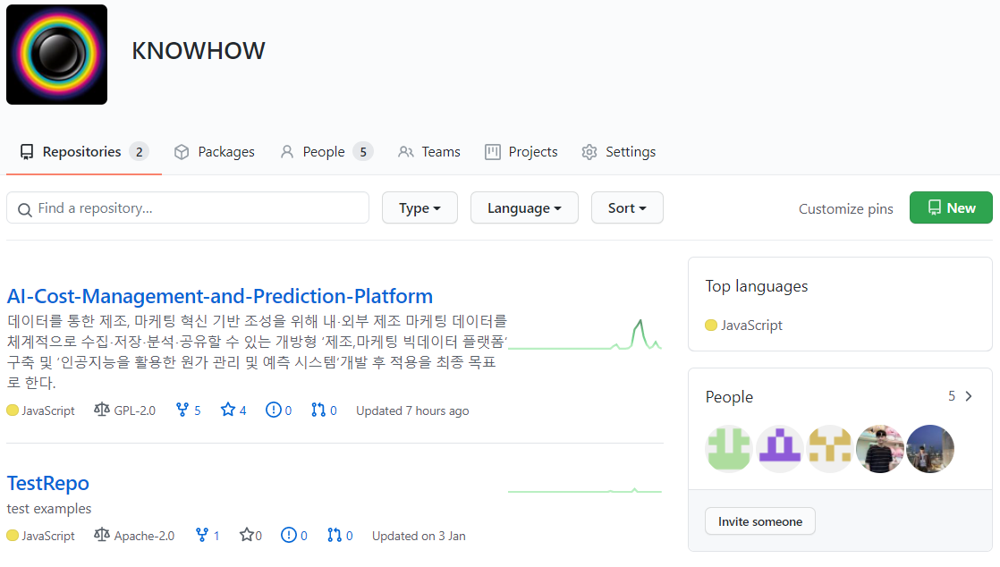 KNOWHOW
Repositories 2 Packages People 5 Teams Projects Settings
Find a repository... Type Language Sort Customize pins New
AI-Cost-Management-and-Prediction-Platform
데이터를 통한 제조, 마케팅 혁신 기반 조성을 위해 내·외부 제조 마케팅 데이터를
체계적으로 수집·저장·분석·공유할 수 있는 개방형 ‘제조,마케팅 빅데이터 플랫폼’
구축 및 ‘인공지능을 활용한 원가 관리 및 예측 시스템’개발 후 적용을 최종 목표
로 한다.
JavaScript GPL-2.0 5 4 0 0 Updated 7 hours ago
TestRepo
test examples
JavaScript Apache-2.0 1 0 0 0 Updated on 3 Jan
Top languages
JavaScript
People 5
Invite someone